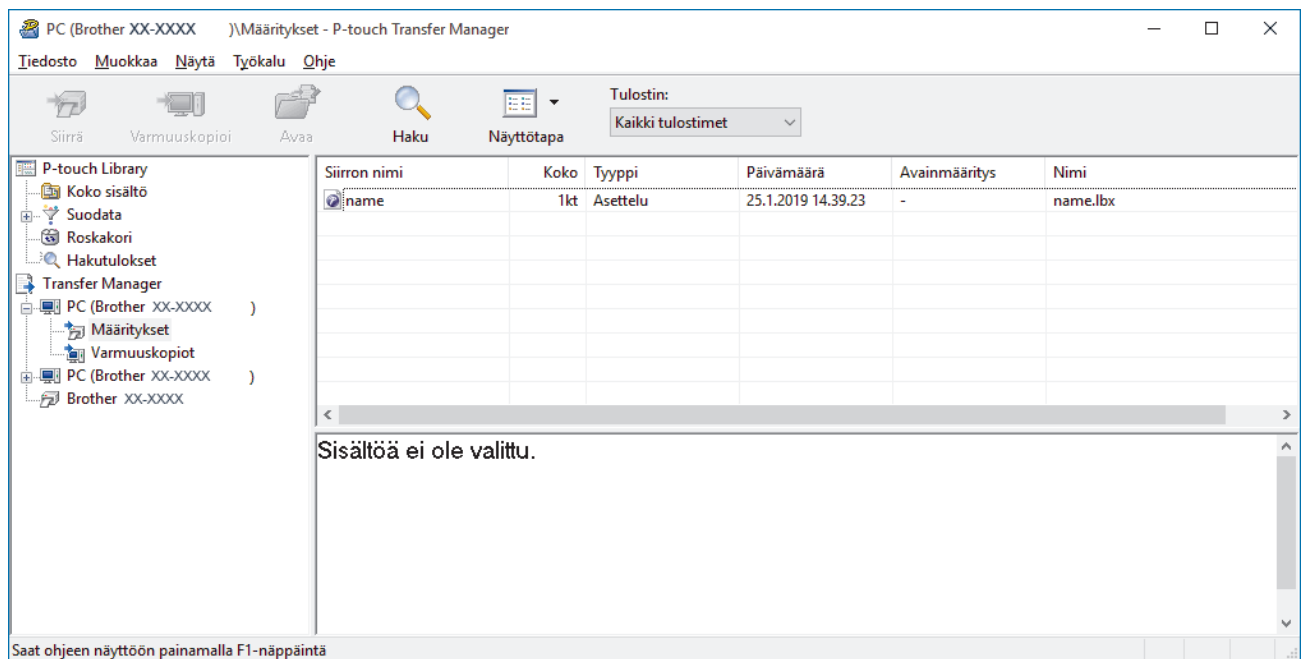 PC (Brother XX-XXXX )\Määritykset - P-touch Transfer Manager
Tiedosto Muokkaa Näytä Työkalu Ohje
Siirrä Varmuuskopioi Avaa Haku Näyttötapa
Tulostin:
Kaikki tulostimet
P-touch Library
Koko sisältö
Suodata
Roskakori
Hakutulokset
Transfer Manager
PC (Brother XX-XXXX )
Määritykset
Varmuuskopiot
PC (Brother XX-XXXX )
Brother XX-XXXX
Siirron nimi Koko Tyyppi Päivämäärä Avainmääritys Nimi
name 1kt Asettelu 25.1.2019 14.39.23 - name.lbx
Sisältöä ei ole valittu.
Saat ohjeen näyttöön painamalla F1-näppäintä